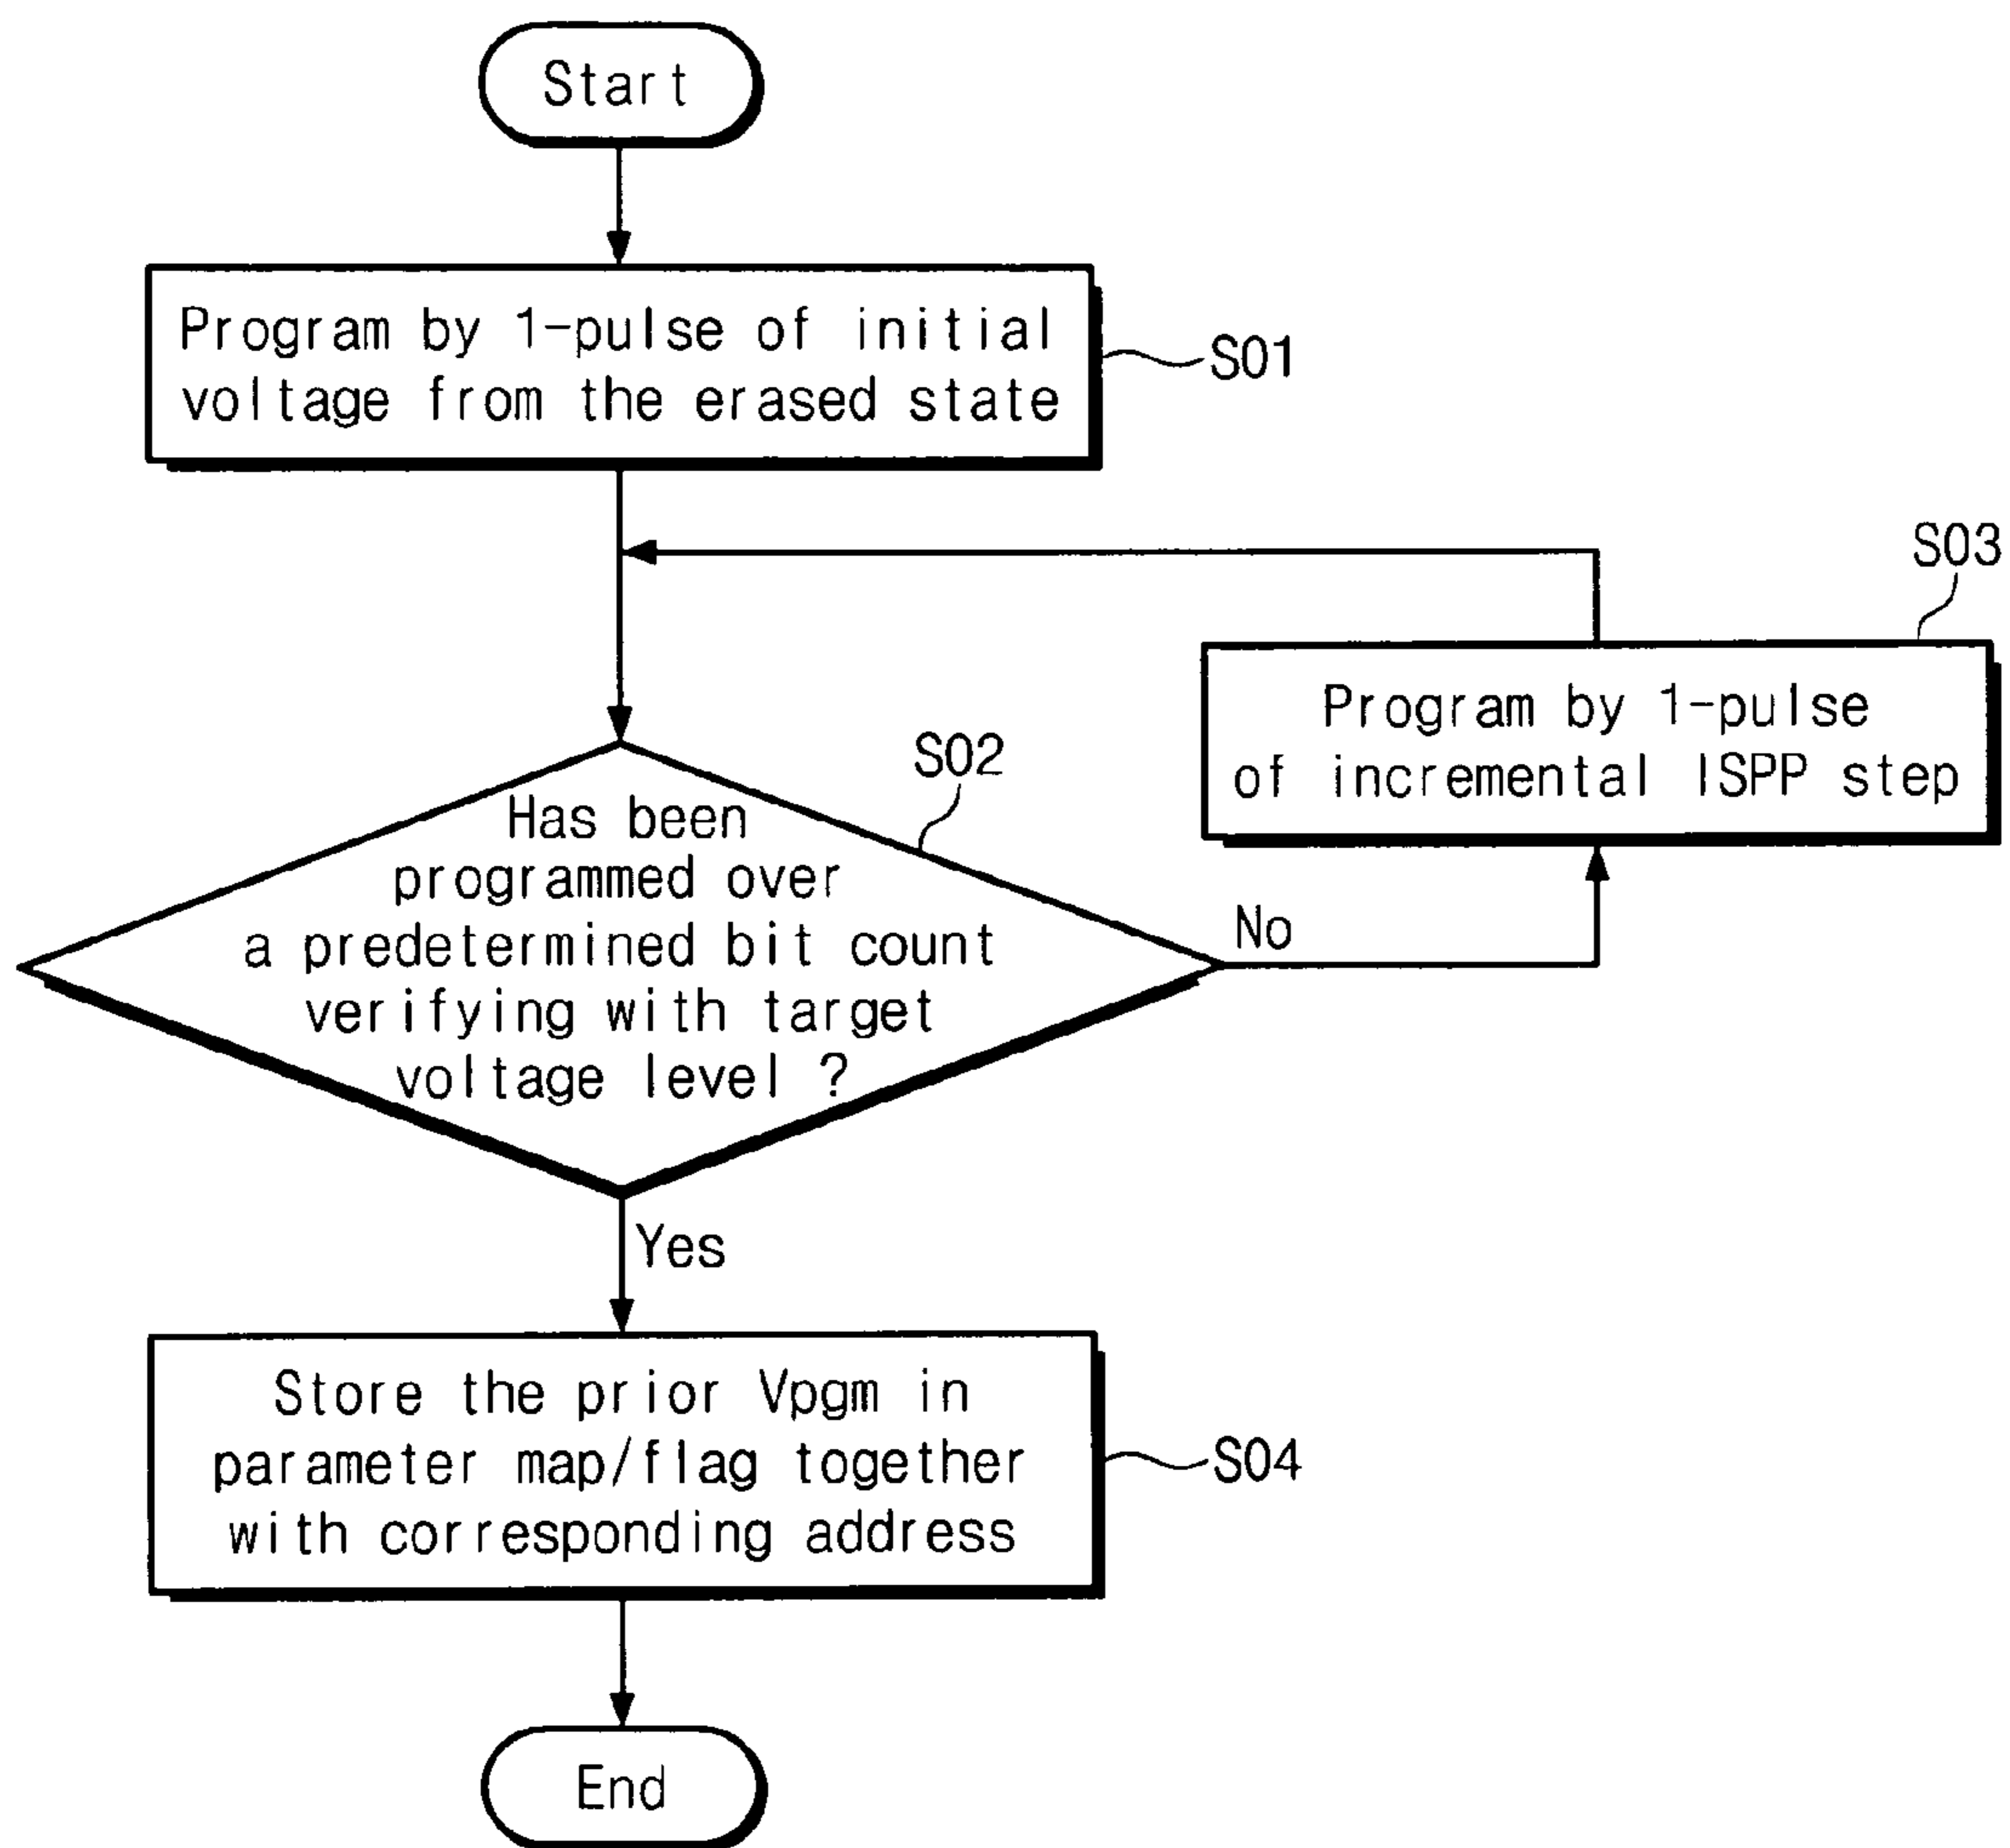 Start
Program by 1-pulse of initial
voltage from the erased state
S01
S03
Program by 1-pulse
of incremental ISPP step
S02
Has been
programmed over
a predetermined bit count
verifying with target
voltage level ?
No
Yes
Store the prior Vpgm in
parameter map/flag together
with corresponding address
S04
End